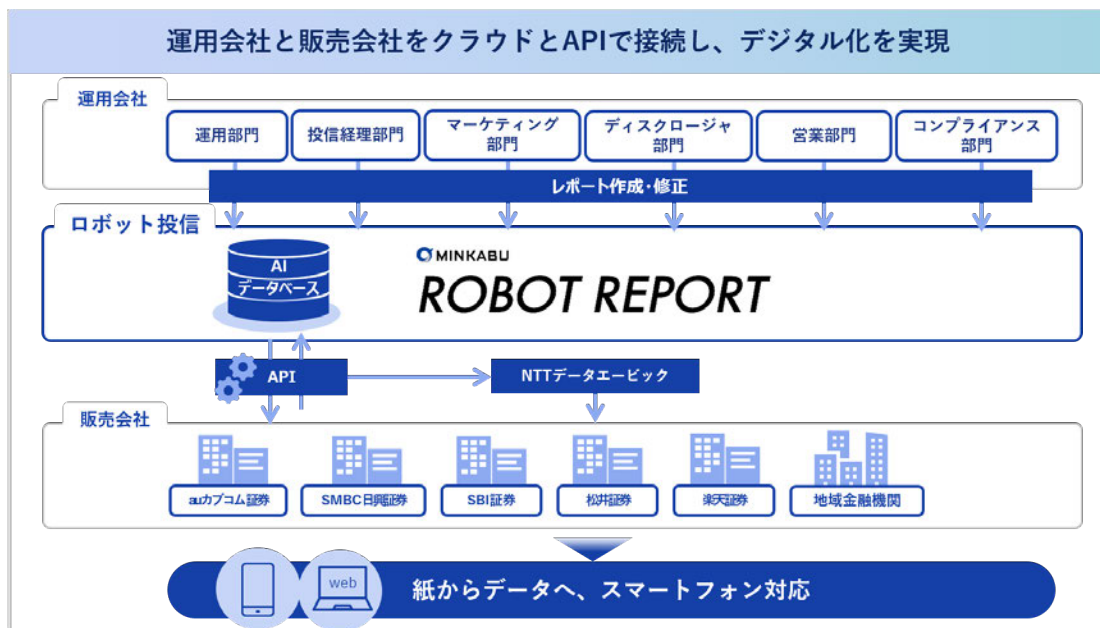 運用会社と販売会社をクラウドとAPIで接続し、デジタル化を実現
運用会社
運用部門
投信経理部門
マーケティング
部門
ディスクロージャ
部門
営業部門
コンプライアンス
部門
レポート作成・修正
ロボット投信
AI
データベース
MINKABU
ROBOT REPORT
API
NTTデータエービック
販売会社
auカブコム証券
SMBC日興証券
SBI証券
松井証券
楽天証券
地域金融機関
web
紙からデータへ、スマートフォン対応